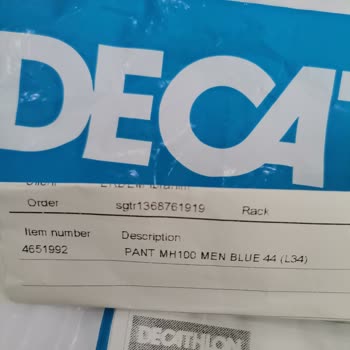 DECAT
Order sgtr1368761919 Rack
Item number Description
4651992 PANT MH100 MEN BLUE 44 (L34)
DECATHLON